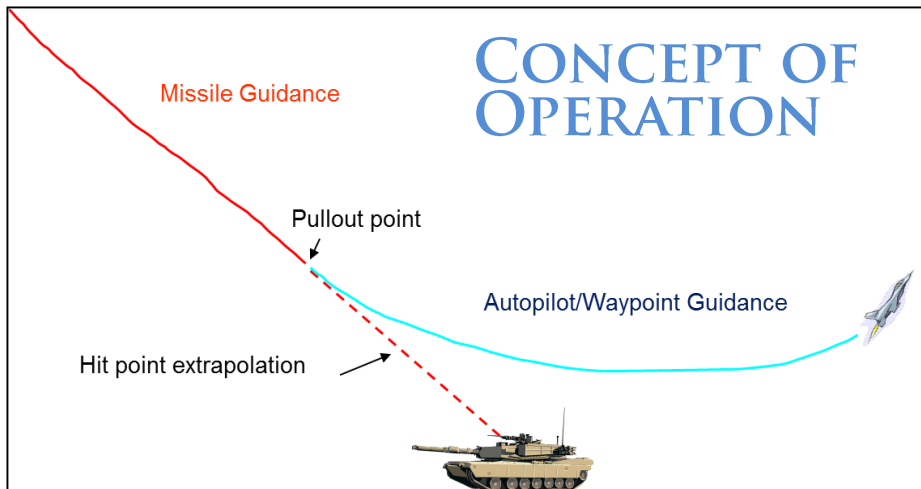 CONCEPT OF
OPERATION
Missile Guidance
Pullout point
Autopilot/Waypoint Guidance
Hit point extrapolation